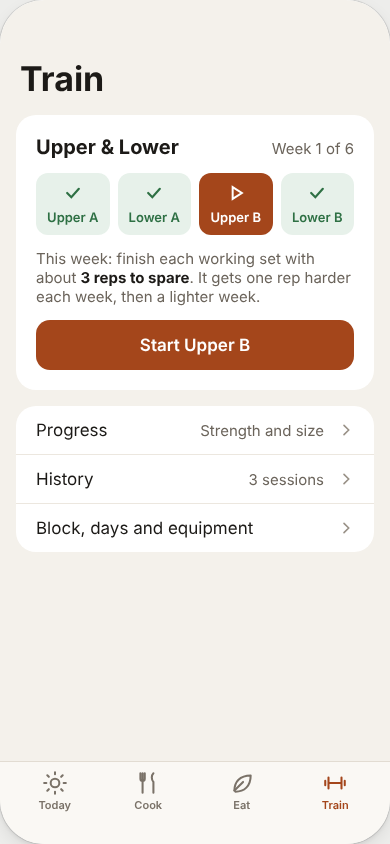 Train
Upper & Lower
Week 1 of 6
Upper A
Lower A
Upper B
Lower B
This week: finish each working set with
about 3 reps to spare. It gets one rep harder
each week, then a lighter week.
Start Upper B
Progress
Strength and size
History
3 sessions
Block, days and equipment
Today
Cook
Eat
Train